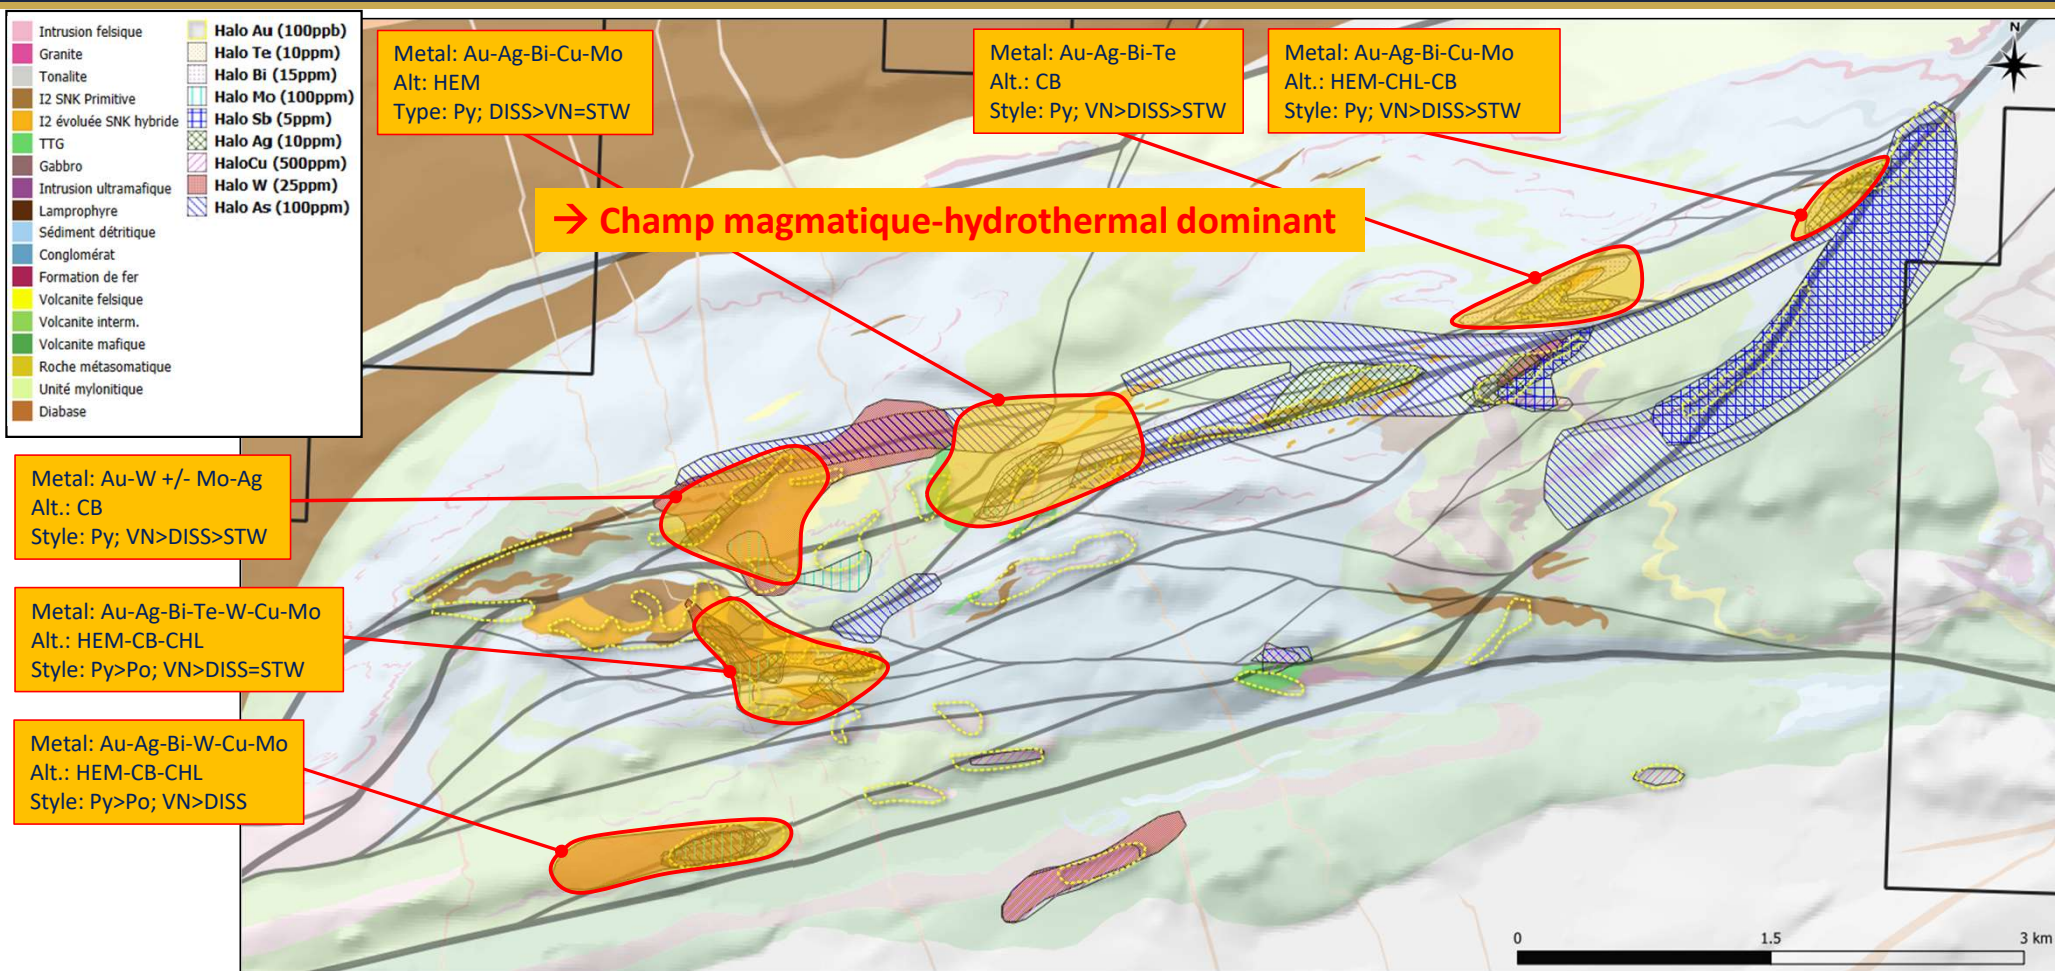 Intrusion felsique
Granite
Tonalite
I2 SNK Primitive
I2 évoluée SNK hybride
TTG
Gabbro
Intrusion ultramafique
Lamprophyre
Sédiment détritique
Conglomérat
Formation de fer
Volcanite felsique
Volcanite interm.
Volcanite mafique
Roche métasomatique
Unité mylonitique
Diabase
Halo Au (100ppb)
Halo Te (10ppm)
Halo Bi (15ppm)
Halo Mo (100ppm)
Halo Sb (5ppm)
Halo Ag (10ppm)
HaloCu (500ppm)
Halo W (25ppm)
Halo As (100ppm)
Metal: Au-Ag-Bi-Cu-Mo
Alt: HEM
Type: Py; DISS>VN=STW
Metal: Au-Ag-Bi-Te
Alt.: CB
Style: Py; VN>DISS>STW
Metal: Au-Ag-Bi-Cu-Mo
Alt.: HEM-CHL-CB
Style: Py; VN>DISS>STW
N
→ Champ magmatique-hydrothermal dominant
Metal: Au-W +/- Mo-Ag
Alt.: CB
Style: Py; VN>DISS>STW
Metal: Au-Ag-Bi-Te-W-Cu-Mo
Alt.: HEM-CB-CHL
Style: Py>Po; VN>DISS=STW
Metal: Au-Ag-Bi-W-Cu-Mo
Alt.: HEM-CB-CHL
Style: Py>Po; VN>DISS
0 1.5 3 km